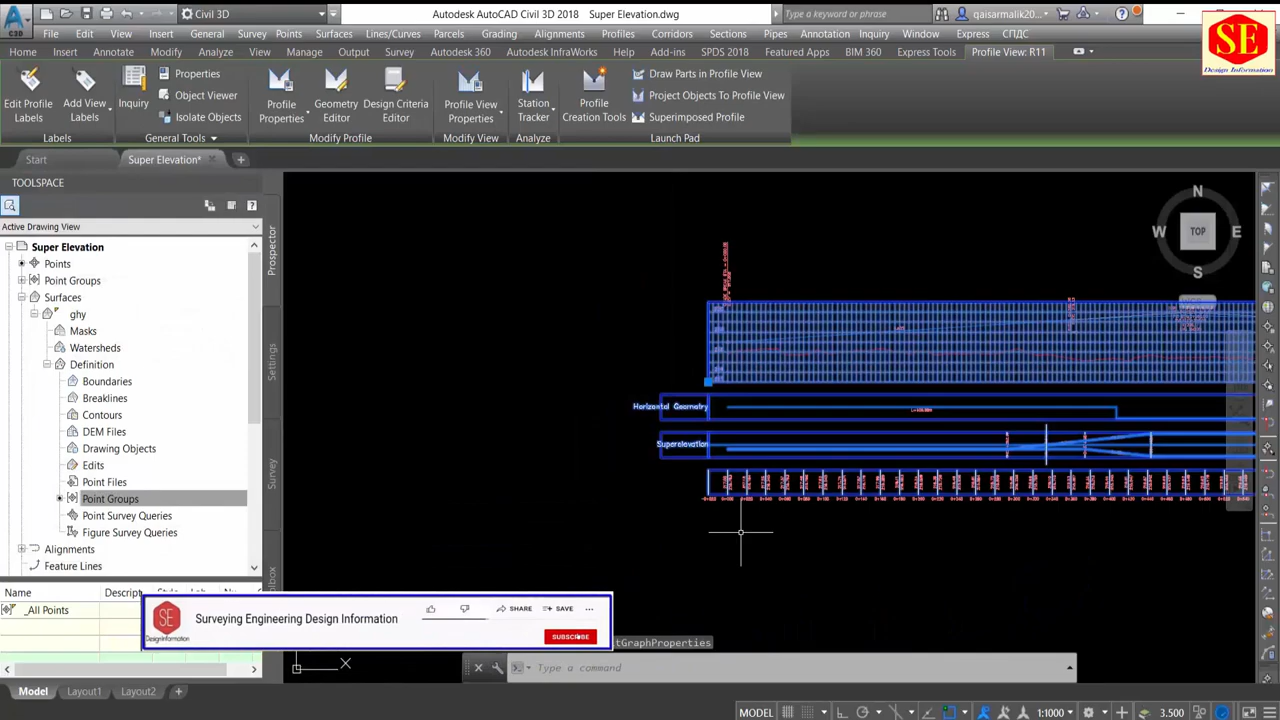 Civil 3D
Autodesk AutoCAD Civil 3D 2018 Super Elevation.dwg
Type a keyword or phrase
qaisarmalik20...
SE
Design Information
File Edit View Insert General Survey Points Surfaces Lines/Curves Parcels Grading Alignments Profiles Corridors Sections Pipes Annotation Inquiry Window Express СПДС
Home Insert Annotate Modify Analyze View Manage Output Survey Autodesk 360 Autodesk InfraWorks Help Add-ins SPDS 2018 Featured Apps BIM 360 Express Tools Profile View: R11
Edit Profile Labels
Add View Labels
Labels
Inquiry
Properties
Object Viewer
Isolate Objects
General Tools
Profile Properties
Geometry Editor
Design Criteria Editor
Modify Profile
Profile View Properties
Modify View
Station Tracker
Analyze
Profile Creation Tools
Draw Parts in Profile View
Project Objects To Profile View
Superimposed Profile
Launch Pad
Start
Super Elevation*
TOOLSPACE
Active Drawing View
Super Elevation
Points
Point Groups
Surfaces
ghy
Masks
Watersheds
Definition
Boundaries
Breaklines
Contours
DEM Files
Drawing Objects
Edits
Point Files
Point Groups
Point Survey Queries
Figure Survey Queries
Alignments
Feature Lines
Prospector
Settings
Survey
Name
_All Points
N
W TOP E
S
WCS
Horizontal Geometry
Superelevation
SE
DesignInformation
Surveying Engineering Design Information
SHARE
SAVE
SUBSCRIBE
tGraphProperties
Type a command
X
Model Layout1 Layout2
MODEL
1:1000
3.500